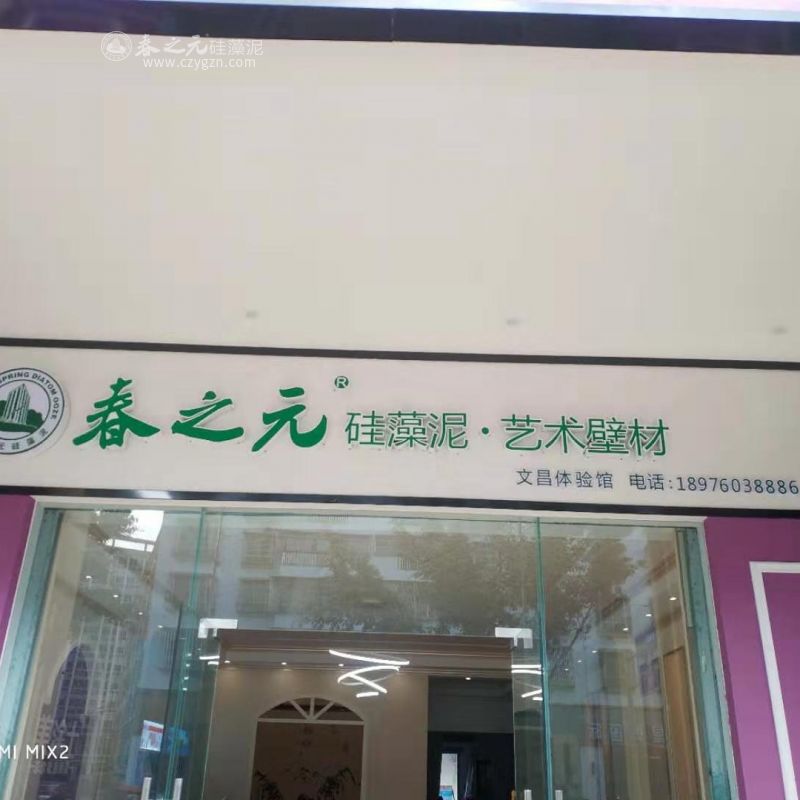 春之元硅藻泥
www.czygzn.com
SPRING DIATOM OOZE
春之元® 硅藻泥·艺术壁材
文昌体验馆 电话:18976038886
MI MIX2